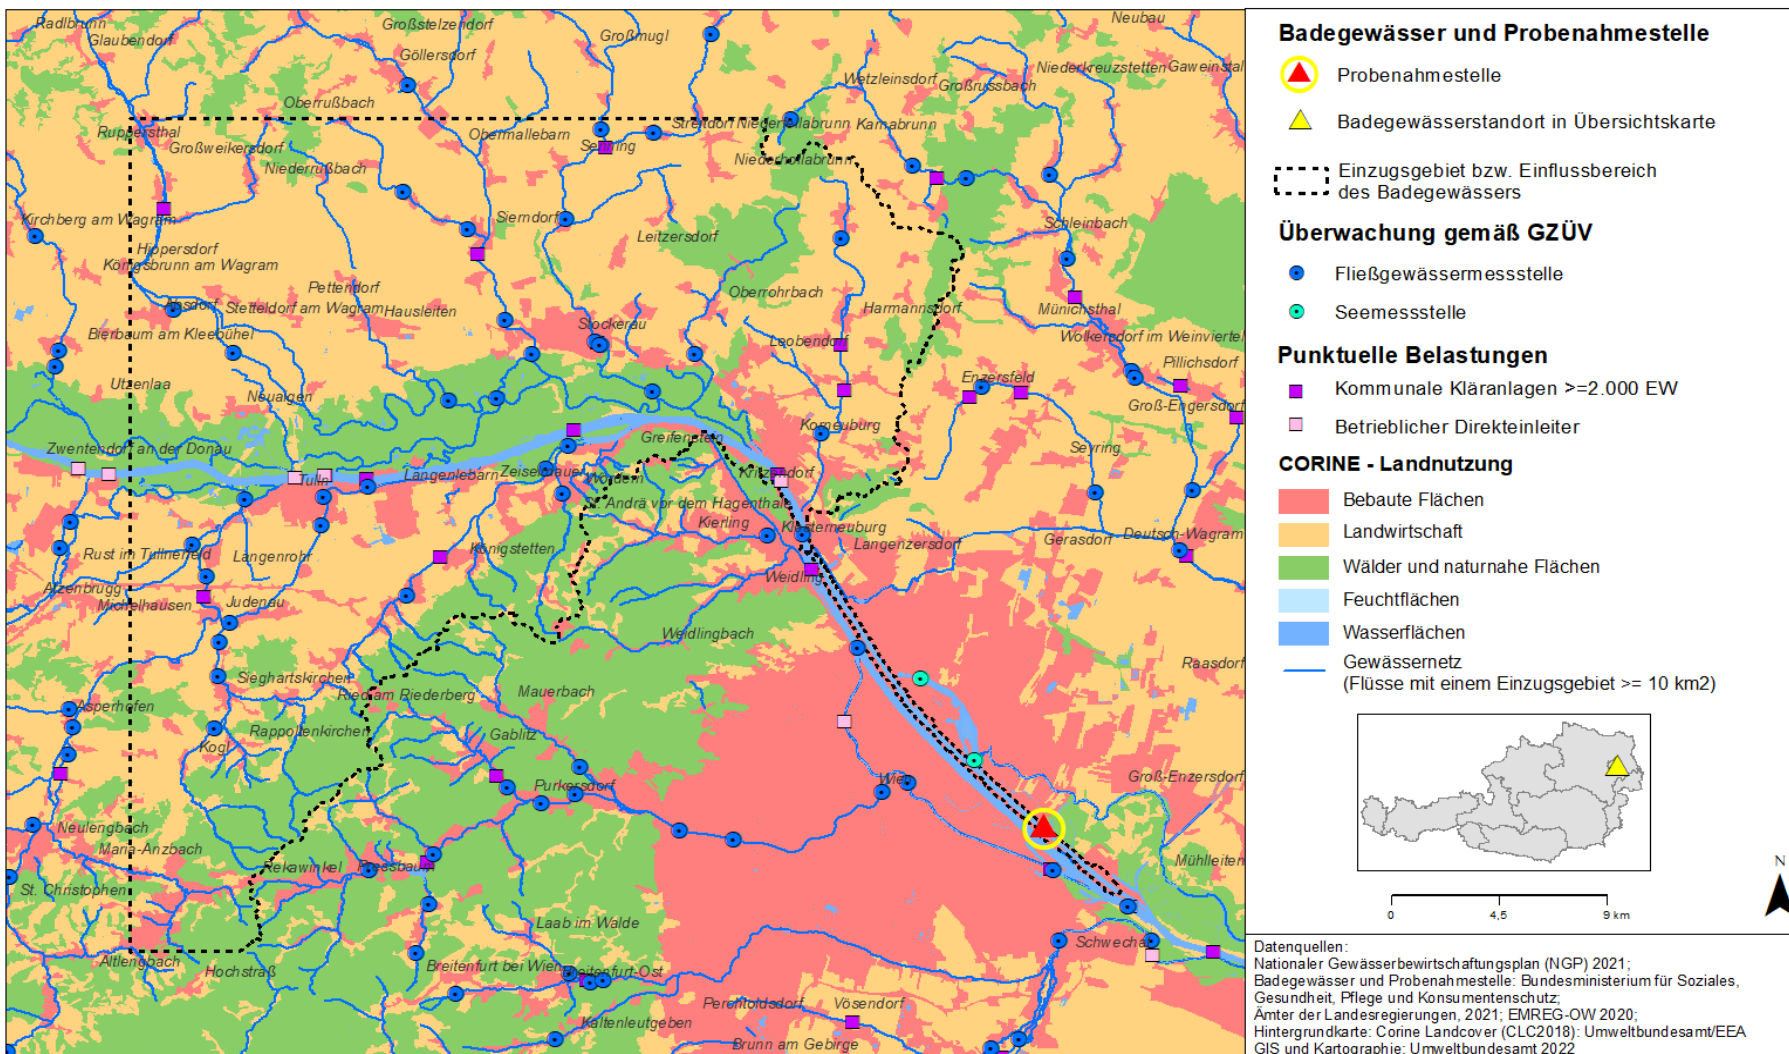 Radlbrunn
Glaubendorf
Großstelzendorf
Göllersdorf
Großmugl
Neubau
Wetzleinsdorf
Niederkreuzstetten
Gaweinstal
Großrussbach
Oberrußbach
Ruppersthal
Großweikersdorf
Niederrußbach
Obermallebarn
Senning
Streitdorf
Niederfellabrunn
Karnabrunn
Niederhollabrunn
Kirchberg am Wagram
Sierndorf
Leitzersdorf
Schleinbach
Hippersdorf
Königsbrunn am Wagram
Pettendorf
Absdorf
Stetteldorf am Wagram
Hausleiten
Oberrohrbach
Harmannsdorf
Münichsthal
Bierbaum am Kleebühel
Stockerau
Leobendorf
Wolkersdorf im Weinviertel
Pillichsdorf
Utzenlaa
Neuaigen
Enzersfeld
Groß-Engersdorf
Korneuburg
Seyring
Zwentendorf an der Donau
Greifenstein
Tulln
Langenlebarn
Zeiselmauer
Wördern
Kritzendorf
St. Andrä vor dem Hagenthale
Kierling
Klosterneuburg
Langenzersdorf
Gerasdorf
Deutsch-Wagram
Rust im Tullnerfeld
Langenrohr
Königstetten
Weidling
Atzenbrugg
Michelhausen
Judenau
Weidlingbach
Raasdorf
Sieghartskirchen
Ried am Riederberg
Mauerbach
Asperhofen
Rappoltenkirchen
Gablitz
Kogl
Purkersdorf
Wien
Groß-Enzersdorf
Neulengbach
Maria-Anzbach
Rekawinkel
Pressbaum
Mühlleiten
St. Christophen
Laab im Walde
Altlengbach
Hochstraß
Breitenfurt bei Wien
Breitenfurt-Ost
Schwechat
Perchtoldsdorf
Vösendorf
Kaltenleutgeben
Brunn am Gebirge
Badegewässer und Probenahmestelle
Probenahmestelle
Badegewässerstandort in Übersichtskarte
Einzugsgebiet bzw. Einflussbereich
des Badegewässers
Überwachung gemäß GZÜV
Fließgewässermessstelle
Seemessstelle
Punktuelle Belastungen
Kommunale Kläranlagen >=2.000 EW
Betrieblicher Direkteinleiter
CORINE - Landnutzung
Bebaute Flächen
Landwirtschaft
Wälder und naturnahe Flächen
Feuchtflächen
Wasserflächen
Gewässernetz
(Flüsse mit einem Einzugsgebiet >= 10 km2)
N
0 4,5 9 km
Datenquellen:
Nationaler Gewässerbewirtschaftungsplan (NGP) 2021;
Badegewässer und Probenahmestelle: Bundesministerium für Soziales,
Gesundheit, Pflege und Konsumentenschutz;
Ämter der Landesregierungen, 2021; EMREG-OW 2020;
Hintergrundkarte: Corine Landcover (CLC2018): Umweltbundesamt/EEA
GIS und Kartographie: Umweltbundesamt 2022